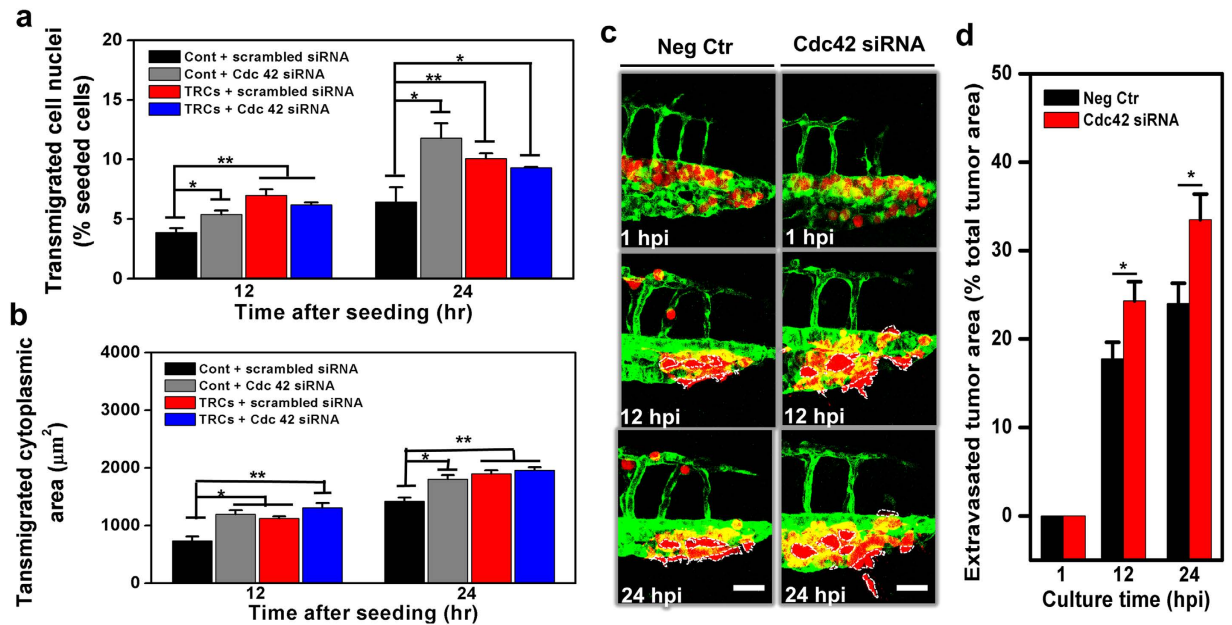 a
Transmigrated cell nuclei
(% seeded cells)
20
15
10
5
0
Cont + scrambled siRNA
Cont + Cdc 42 siRNA
TRCs + scrambled siRNA
TRCs + Cdc 42 siRNA
**
*
*
**
*
12
24
Time after seeding (hr)
b
Tansmigrated cytoplasmic
area (μm²)
4000
3000
2000
1000
0
Cont + scrambled siRNA
Cont + Cdc 42 siRNA
TRCs + scrambled siRNA
TRCs + Cdc 42 siRNA
**
*
**
*
12
24
Time after seeding (hr)
c
Neg Ctr
Cdc42 siRNA
1 hpi
1 hpi
12 hpi
12 hpi
24 hpi
24 hpi
d
Extravasated tumor area (% total tumor area)
50
40
30
20
0
Neg Ctr
Cdc42 siRNA
*
*
1
12
24
Culture time (hpi)